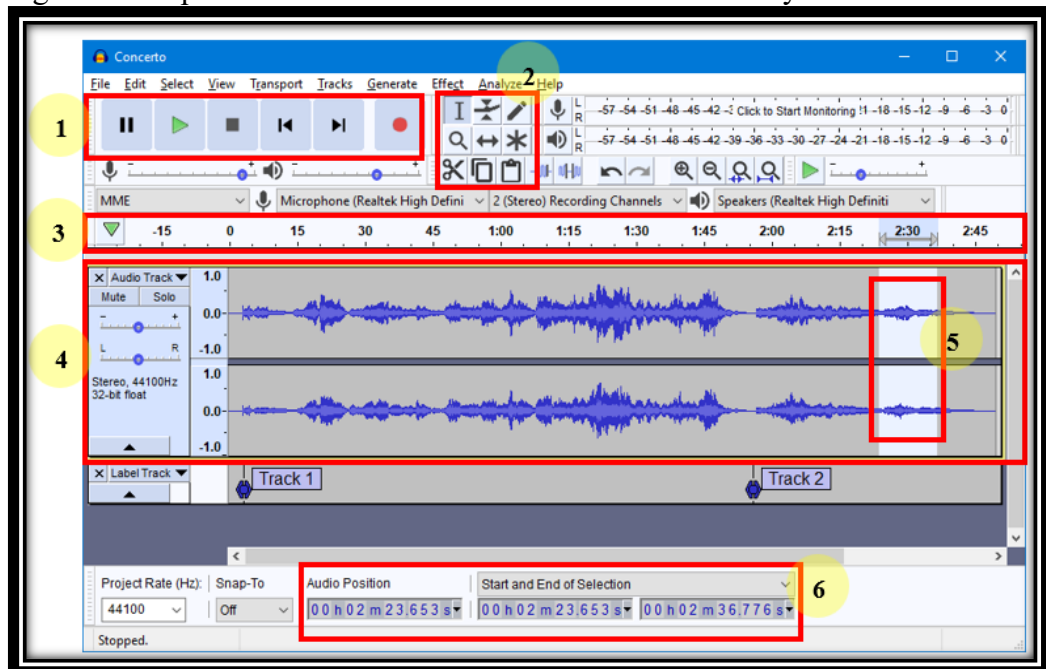 Concerto
File Edit Select View Transport Tracks Generate Effect Analyze Help
2
1
L
R
-57 -54 -51 -48 -45 -42 -3 Click to Start Monitoring !1 -18 -15 -12 -9 -6 -3 0
L
R
-57 -54 -51 -48 -45 -42 -39 -36 -33 -30 -27 -24 -21 -18 -15 -12 -9 -6 -3 0
- + - + - +
MME Microphone (Realtek High Defini 2 (Stereo) Recording Channels Speakers (Realtek High Definiti
3
-15 0 15 30 45 1:00 1:15 1:30 1:45 2:00 2:15 2:30 2:45
× Audio Track 1.0
Mute Solo
- + 0.0
L R -1.0
4
5
Stereo, 44100Hz 1.0
32-bit float
0.0
-1.0
× Label Track Track 1 Track 2
Project Rate (Hz): Snap-To Audio Position Start and End of Selection
6
44100 Off 00 h 02 m 23.653 s 00 h 02 m 23.653 s 00 h 02 m 36.776 s
Stopped.